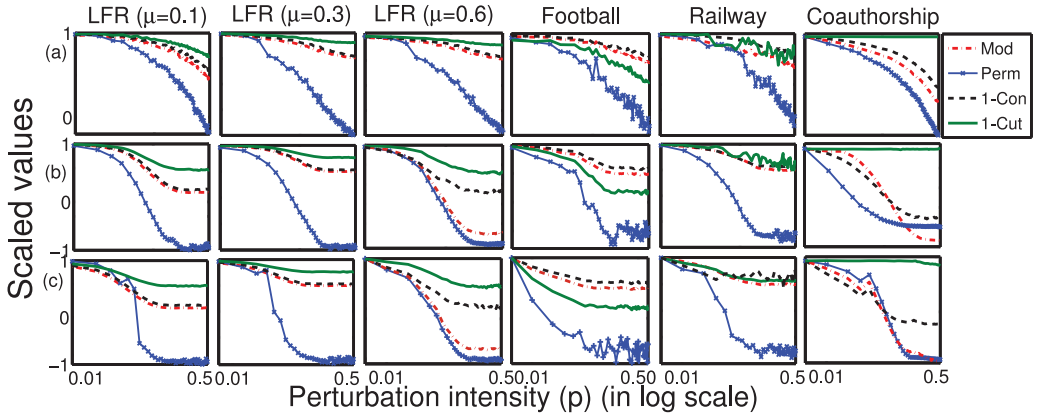 LFR (μ=0.1) LFR (μ=0.3) LFR (μ=0.6) Football Railway Coauthorship
(a) 1
0
Mod
Perm
1-Con
1-Cut
(b) 1
0
−1
(c) 1
0
−1
0.01 0.5 0.01 0.5 0.01 0.50 0.01 0.50 0.01 0.5 0.01 0.5
Scaled values
Perturbation intensity (p) (in log scale)